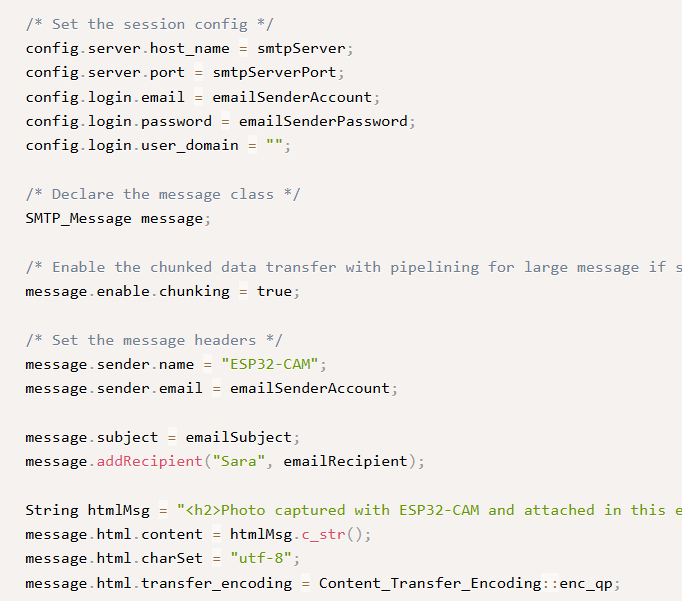 /* Set the session config */
config.server.host_name = smtpServer;
config.server.port = smtpServerPort;
config.login.email = emailSenderAccount;
config.login.password = emailSenderPassword;
config.login.user_domain = "";
/* Declare the message class */
SMTP_Message message;
/* Enable the chunked data transfer with pipelining for large message if s
message.enable.chunking = true;
/* Set the message headers */
message.sender.name = "ESP32-CAM";
message.sender.email = emailSenderAccount;
message.subject = emailSubject;
message.addRecipient("Sara", emailRecipient);
String htmlMsg = "<h2>Photo captured with ESP32-CAM and attached in this e
message.html.content = htmlMsg.c_str();
message.html.charSet = "utf-8";
message.html.transfer_encoding = Content_Transfer_Encoding::enc_qp;